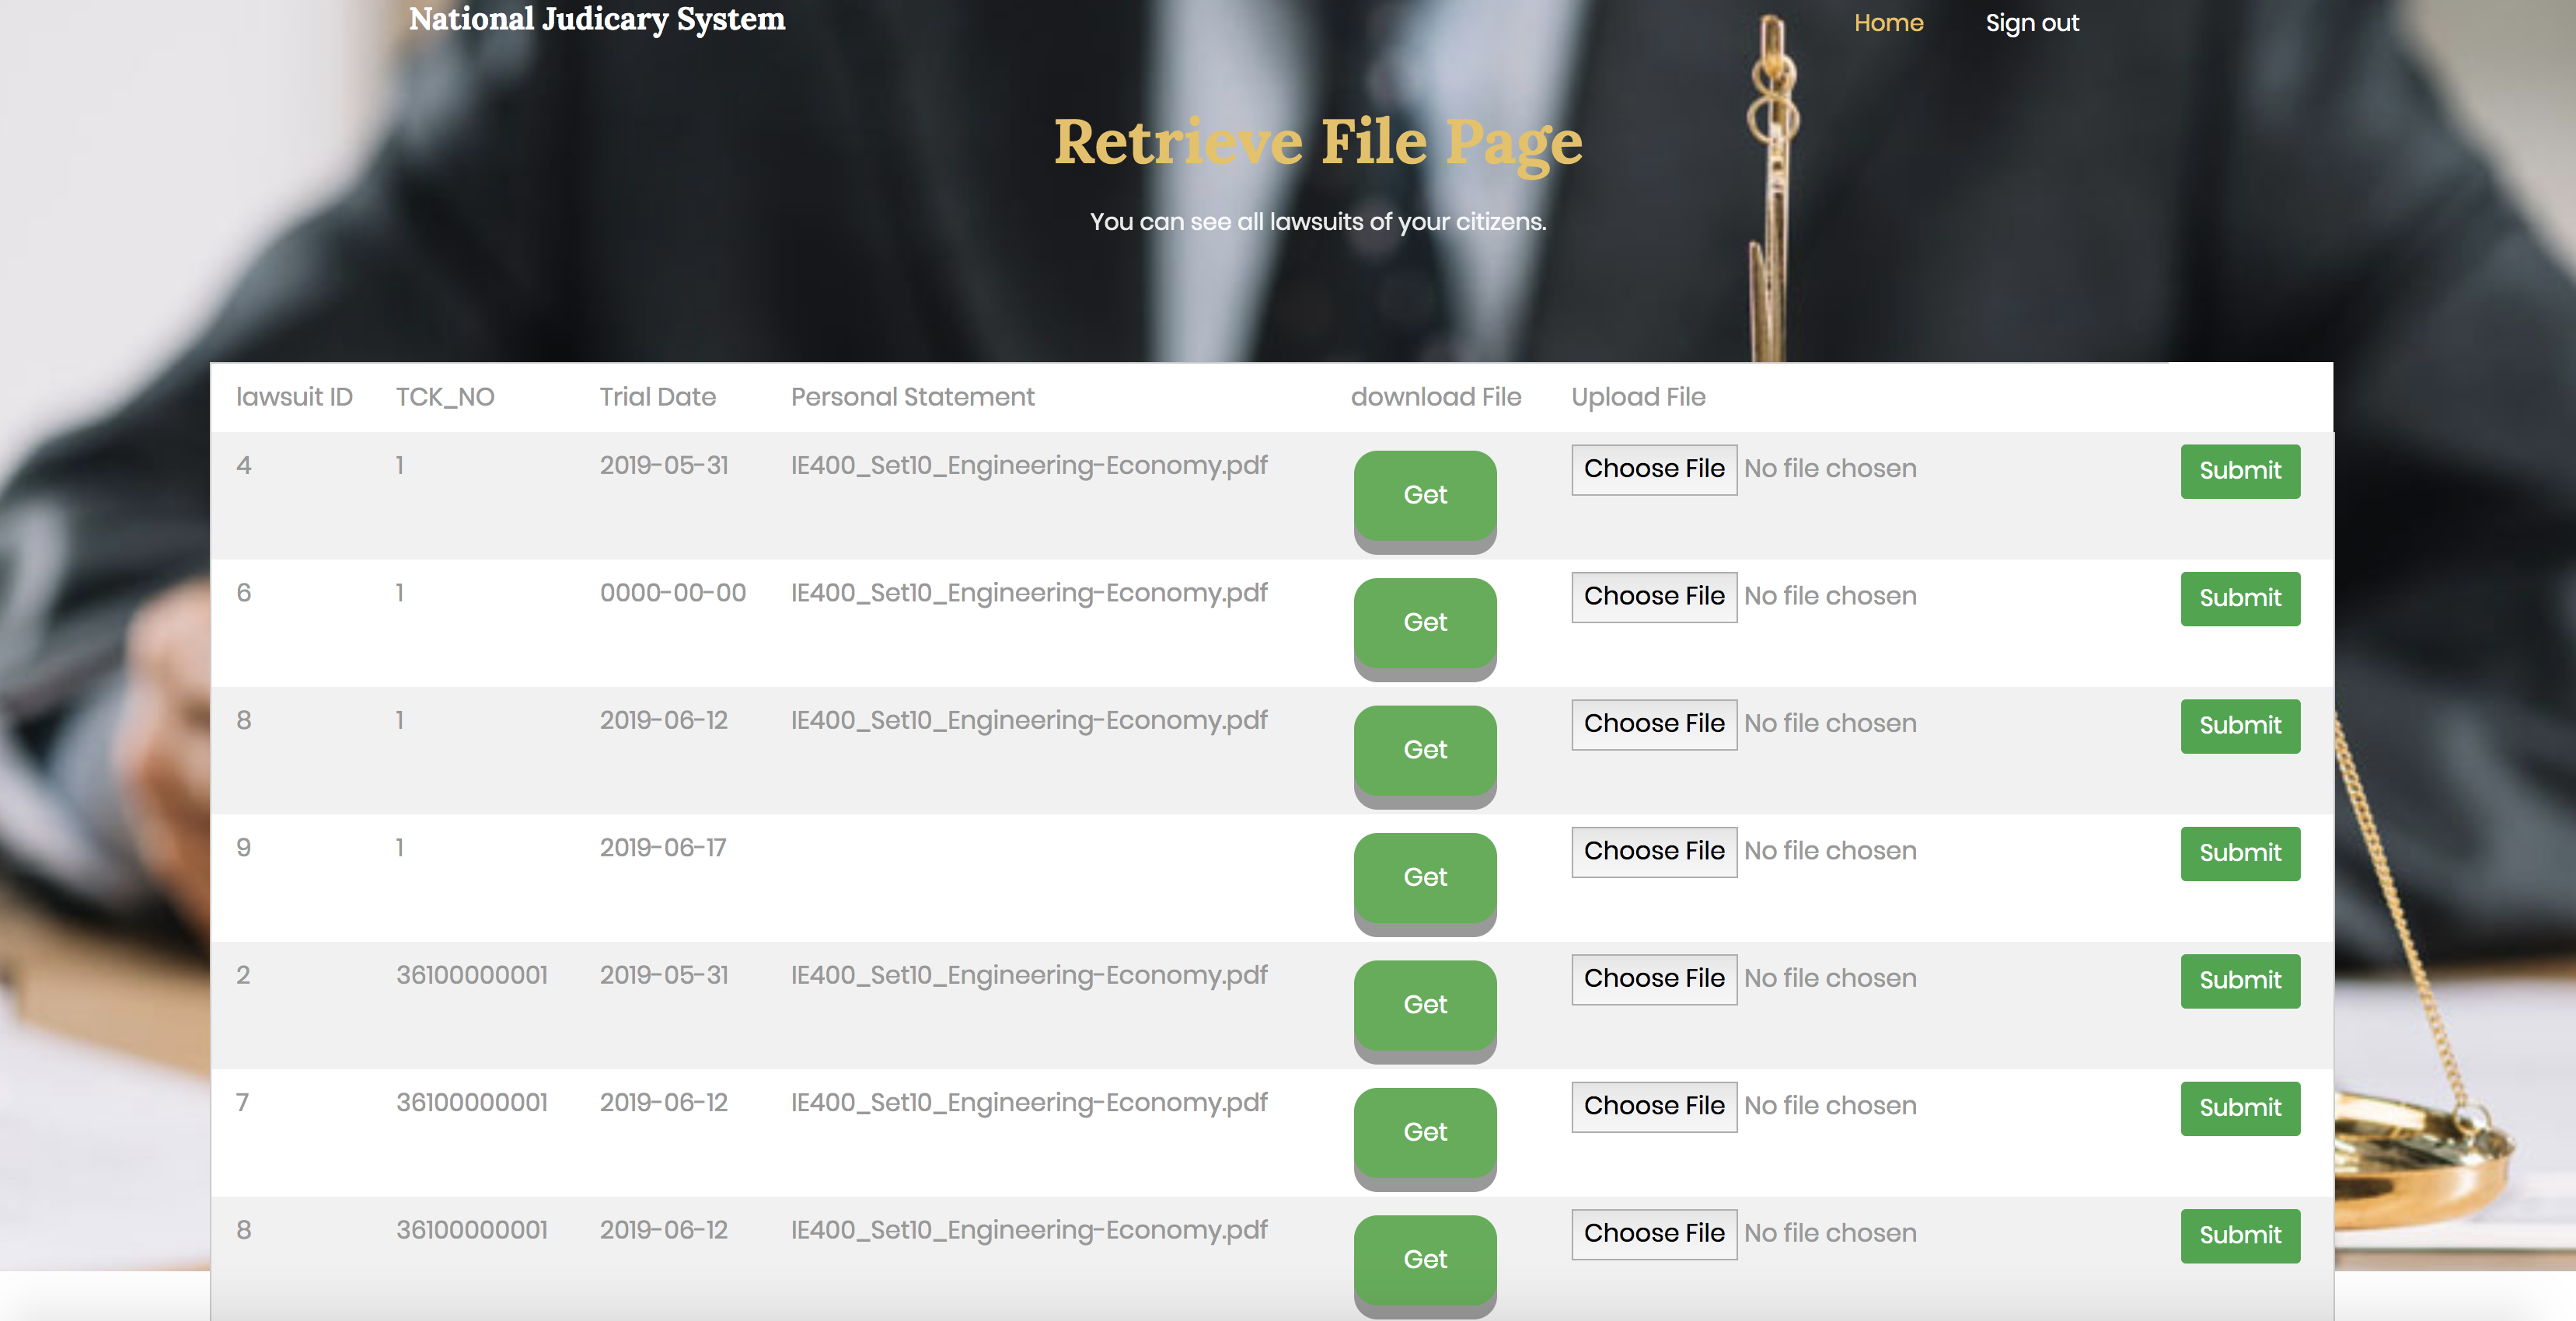 National Judicary System Home Sign out
Retrieve File Page
You can see all lawsuits of your citizens.
lawsuit ID TCK_NO Trial Date Personal Statement download File Upload File
4 1 2019-05-31 IE400_Set10_Engineering-Economy.pdf Get Choose File No file chosen Submit
6 1 0000-00-00 IE400_Set10_Engineering-Economy.pdf Get Choose File No file chosen Submit
8 1 2019-06-12 IE400_Set10_Engineering-Economy.pdf Get Choose File No file chosen Submit
9 1 2019-06-17 Get Choose File No file chosen Submit
2 36100000001 2019-05-31 IE400_Set10_Engineering-Economy.pdf Get Choose File No file chosen Submit
7 36100000001 2019-06-12 IE400_Set10_Engineering-Economy.pdf Get Choose File No file chosen Submit
8 36100000001 2019-06-12 IE400_Set10_Engineering-Economy.pdf Get Choose File No file chosen Submit